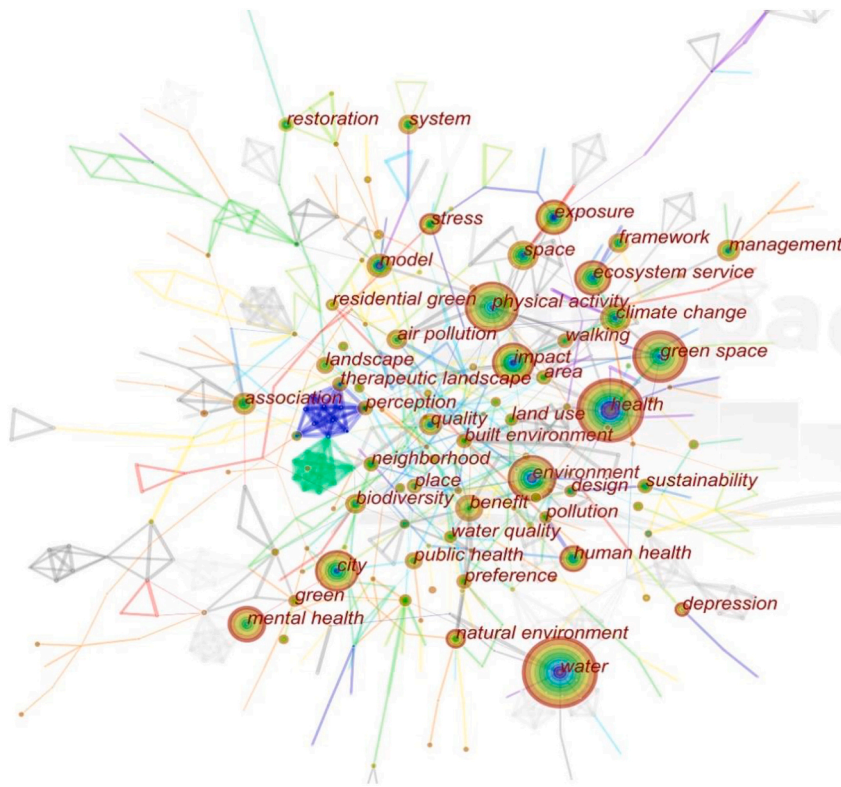 restoration
system
stress
exposure
framework
management
space
model
ecosystem service
residential green
physical activity
climate change
air pollution
walking
green space
landscape
impact
area
therapeutic landscape
association
perception
health
quality
land use
built environment
neighborhood
environment
place
design
sustainability
biodiversity
benefit
pollution
water quality
public health
human health
city
preference
green
depression
mental health
natural environment
water